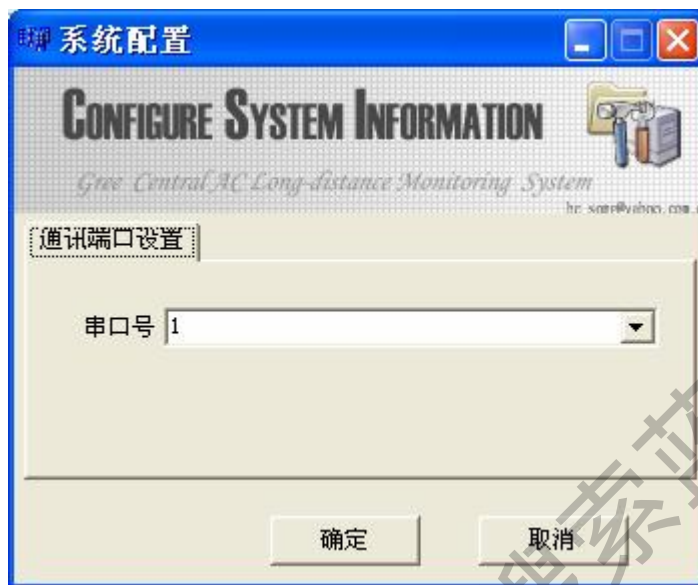 系统配置
CONFIGURE SYSTEM INFORMATION
Gree Central AC Long-distance Monitoring System
通讯端口设置
串口号 1
确定
取消